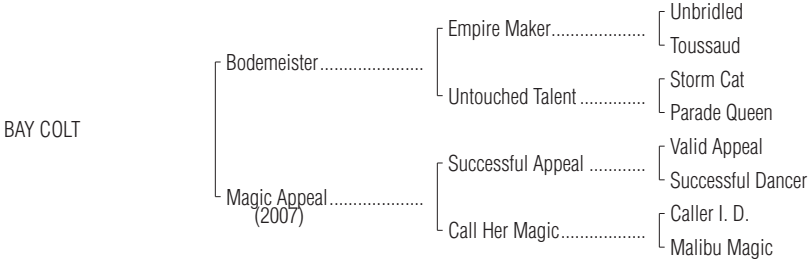 Unbridled
Empire Maker....................
Toussaud
Bodemeister......................
Storm Cat
Untouched Talent ..............
Parade Queen
BAY COLT
Valid Appeal
Successful Appeal ............
Successful Dancer
Magic Appeal....................
(2007)
Caller I. D.
Call Her Magic..................
Malibu Magic